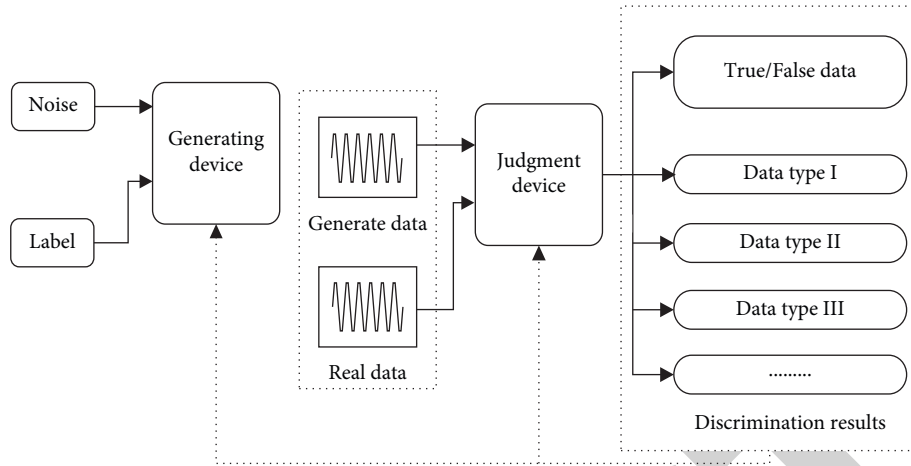 Noise
Label
Generating
device
Generate data
Real data
Judgment
device
True/False data
Data type I
Data type II
Data type III
.........
Discrimination results